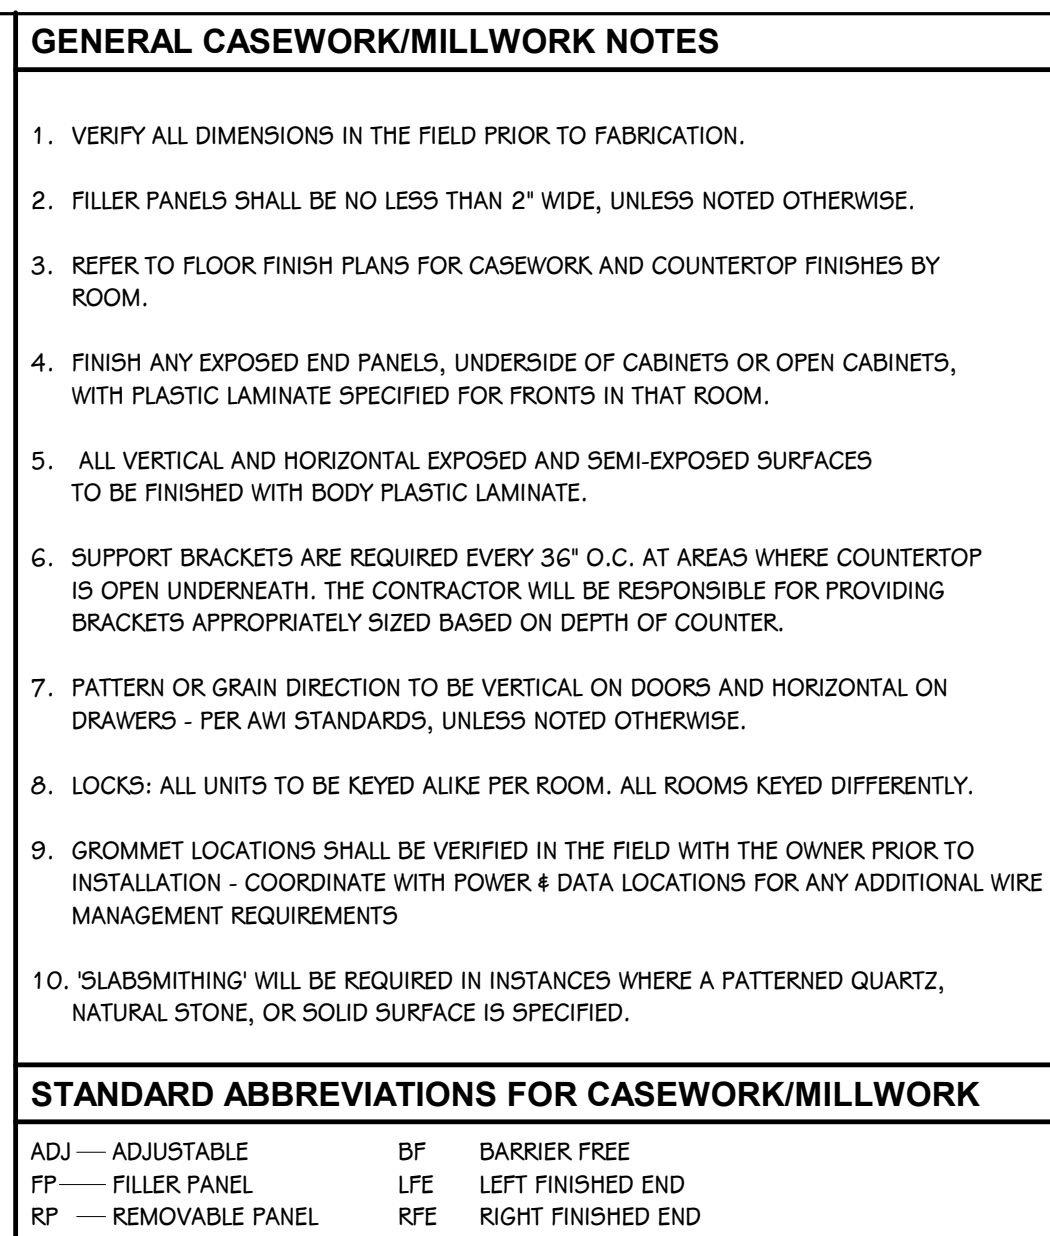 GENERAL CASEWORK/MILLWORK NOTES
1. VERIFY ALL DIMENSIONS IN THE FIELD PRIOR TO FABRICATION.
2. FILLER PANELS SHALL BE NO LESS THAN 2" WIDE, UNLESS NOTED OTHERWISE.
3. REFER TO FLOOR FINISH PLANS FOR CASEWORK AND COUNTERTOP FINISHES BY
ROOM.
4. FINISH ANY EXPOSED END PANELS, UNDERSIDE OF CABINETS OR OPEN CABINETS,
WITH PLASTIC LAMINATE SPECIFIED FOR FRONTS IN THAT ROOM.
5. ALL VERTICAL AND HORIZONTAL EXPOSED AND SEMI-EXPOSED SURFACES
TO BE FINISHED WITH BODY PLASTIC LAMINATE.
6. SUPPORT BRACKETS ARE REQUIRED EVERY 36" O.C. AT AREAS WHERE COUNTERTOP
IS OPEN UNDERNEATH. THE CONTRACTOR WILL BE RESPONSIBLE FOR PROVIDING
BRACKETS APPROPRIATELY SIZED BASED ON DEPTH OF COUNTER.
7. PATTERN OR GRAIN DIRECTION TO BE VERTICAL ON DOORS AND HORIZONTAL ON
DRAWERS - PER AWI STANDARDS, UNLESS NOTED OTHERWISE.
8. LOCKS: ALL UNITS TO BE KEYED ALIKE PER ROOM. ALL ROOMS KEYED DIFFERENTLY.
9. GROMMET LOCATIONS SHALL BE VERIFIED IN THE FIELD WITH THE OWNER PRIOR TO
INSTALLATION - COORDINATE WITH POWER & DATA LOCATIONS FOR ANY ADDITIONAL WIRE
MANAGEMENT REQUIREMENTS
10. 'SLABSMITHING' WILL BE REQUIRED IN INSTANCES WHERE A PATTERNED QUARTZ,
NATURAL STONE, OR SOLID SURFACE IS SPECIFIED.
STANDARD ABBREVIATIONS FOR CASEWORK/MILLWORK
ADJ — ADJUSTABLE BF BARRIER FREE
FP — FILLER PANEL LFE LEFT FINISHED END
RP — REMOVABLE PANEL RFE RIGHT FINISHED END